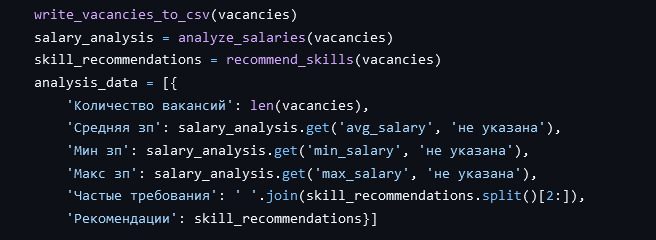 write_vacancies_to_csv(vacancies)
salary_analysis = analyze_salaries(vacancies)
skill_recommendations = recommend_skills(vacancies)
analysis_data = [{
'Количество вакансий': len(vacancies),
'Средняя зп': salary_analysis.get('avg_salary', 'не указана'),
'Мин зп': salary_analysis.get('min_salary', 'не указана'),
'Макс зп': salary_analysis.get('max_salary', 'не указана'),
'Частые требования': ' '.join(skill_recommendations.split()[2:]),
'Рекомендации': skill_recommendations}]